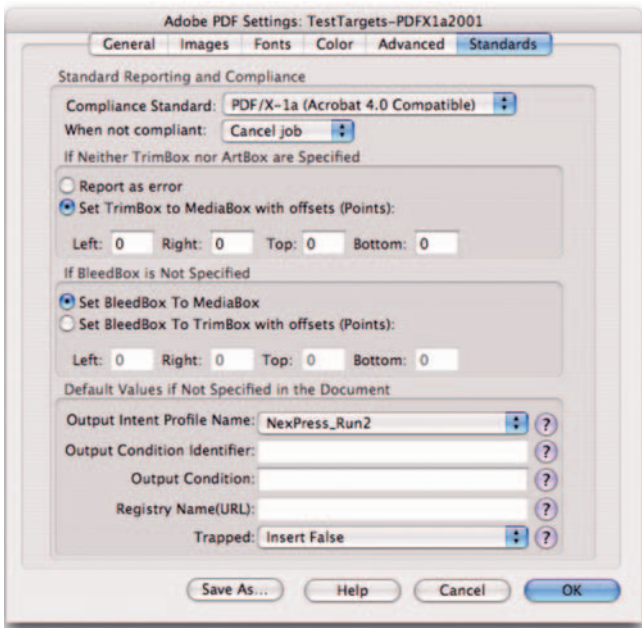 Adobe PDF Settings: TestTargets-PDFX1a2001
General Images Fonts Color Advanced Standards
Standard Reporting and Compliance
Compliance Standard: PDF/X-1a (Acrobat 4.0 Compatible)
When not compliant: Cancel job
If Neither TrimBox nor ArtBox are Specified
Report as error
Set TrimBox to MediaBox with offsets (Points):
Left: 0 Right: 0 Top: 0 Bottom: 0
If BleedBox is Not Specified
Set BleedBox To MediaBox
Set BleedBox To TrimBox with offsets (Points):
Left: 0 Right: 0 Top: 0 Bottom: 0
Default Values if Not Specified in the Document
Output Intent Profile Name: NexPress_Run2 ?
Output Condition Identifier: ?
Output Condition: ?
Registry Name(URL): ?
Trapped: Insert False ?
Save As... Help Cancel OK